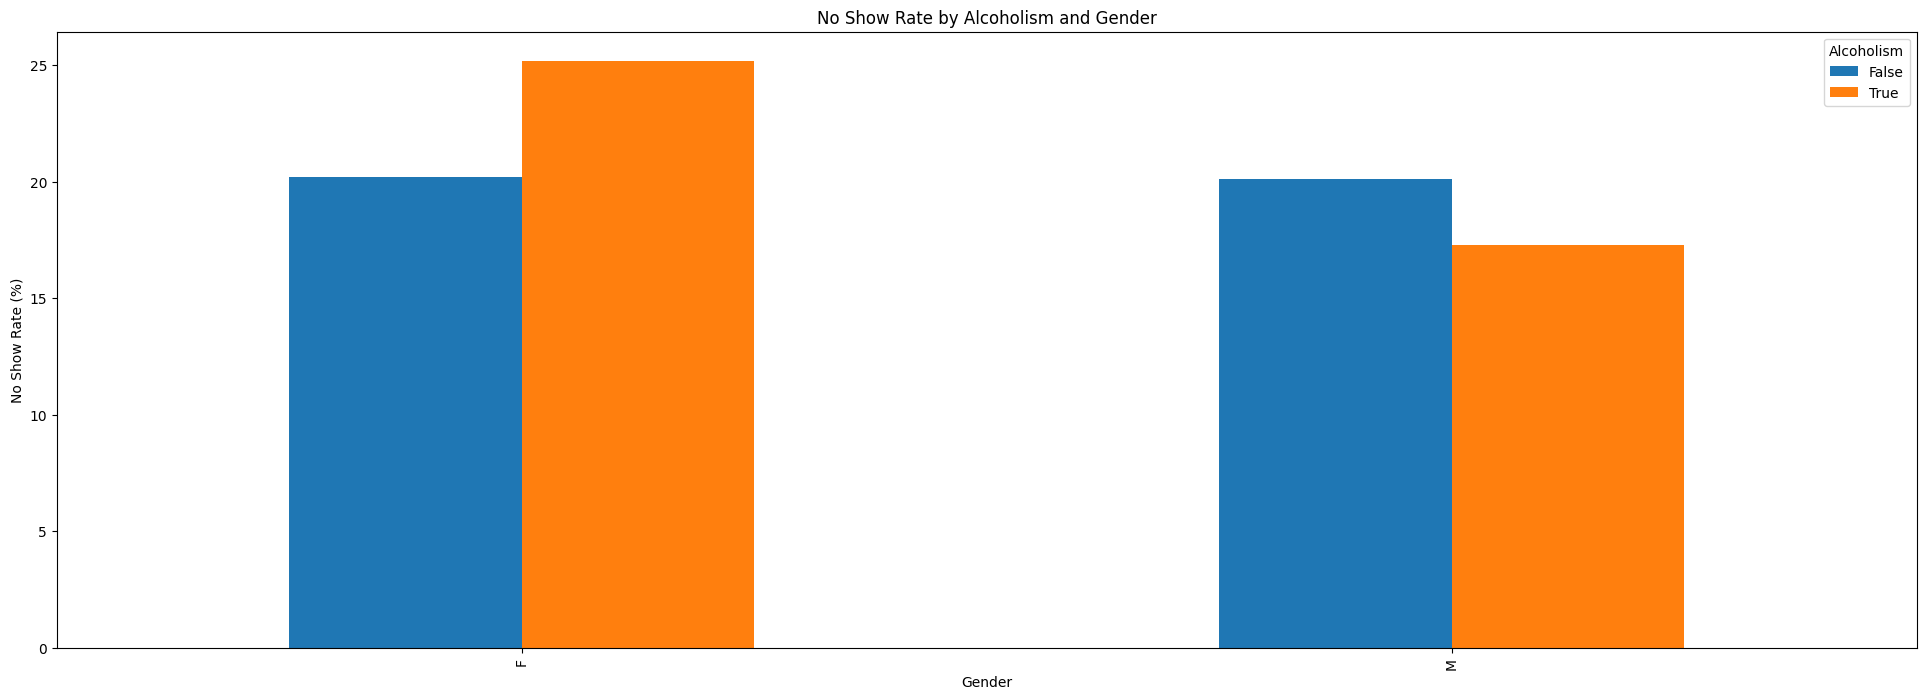 No Show Rate by Alcoholism and Gender
Alcoholism
False
True
No Show Rate (%)
25
20
15
10
5
0
F
M
Gender